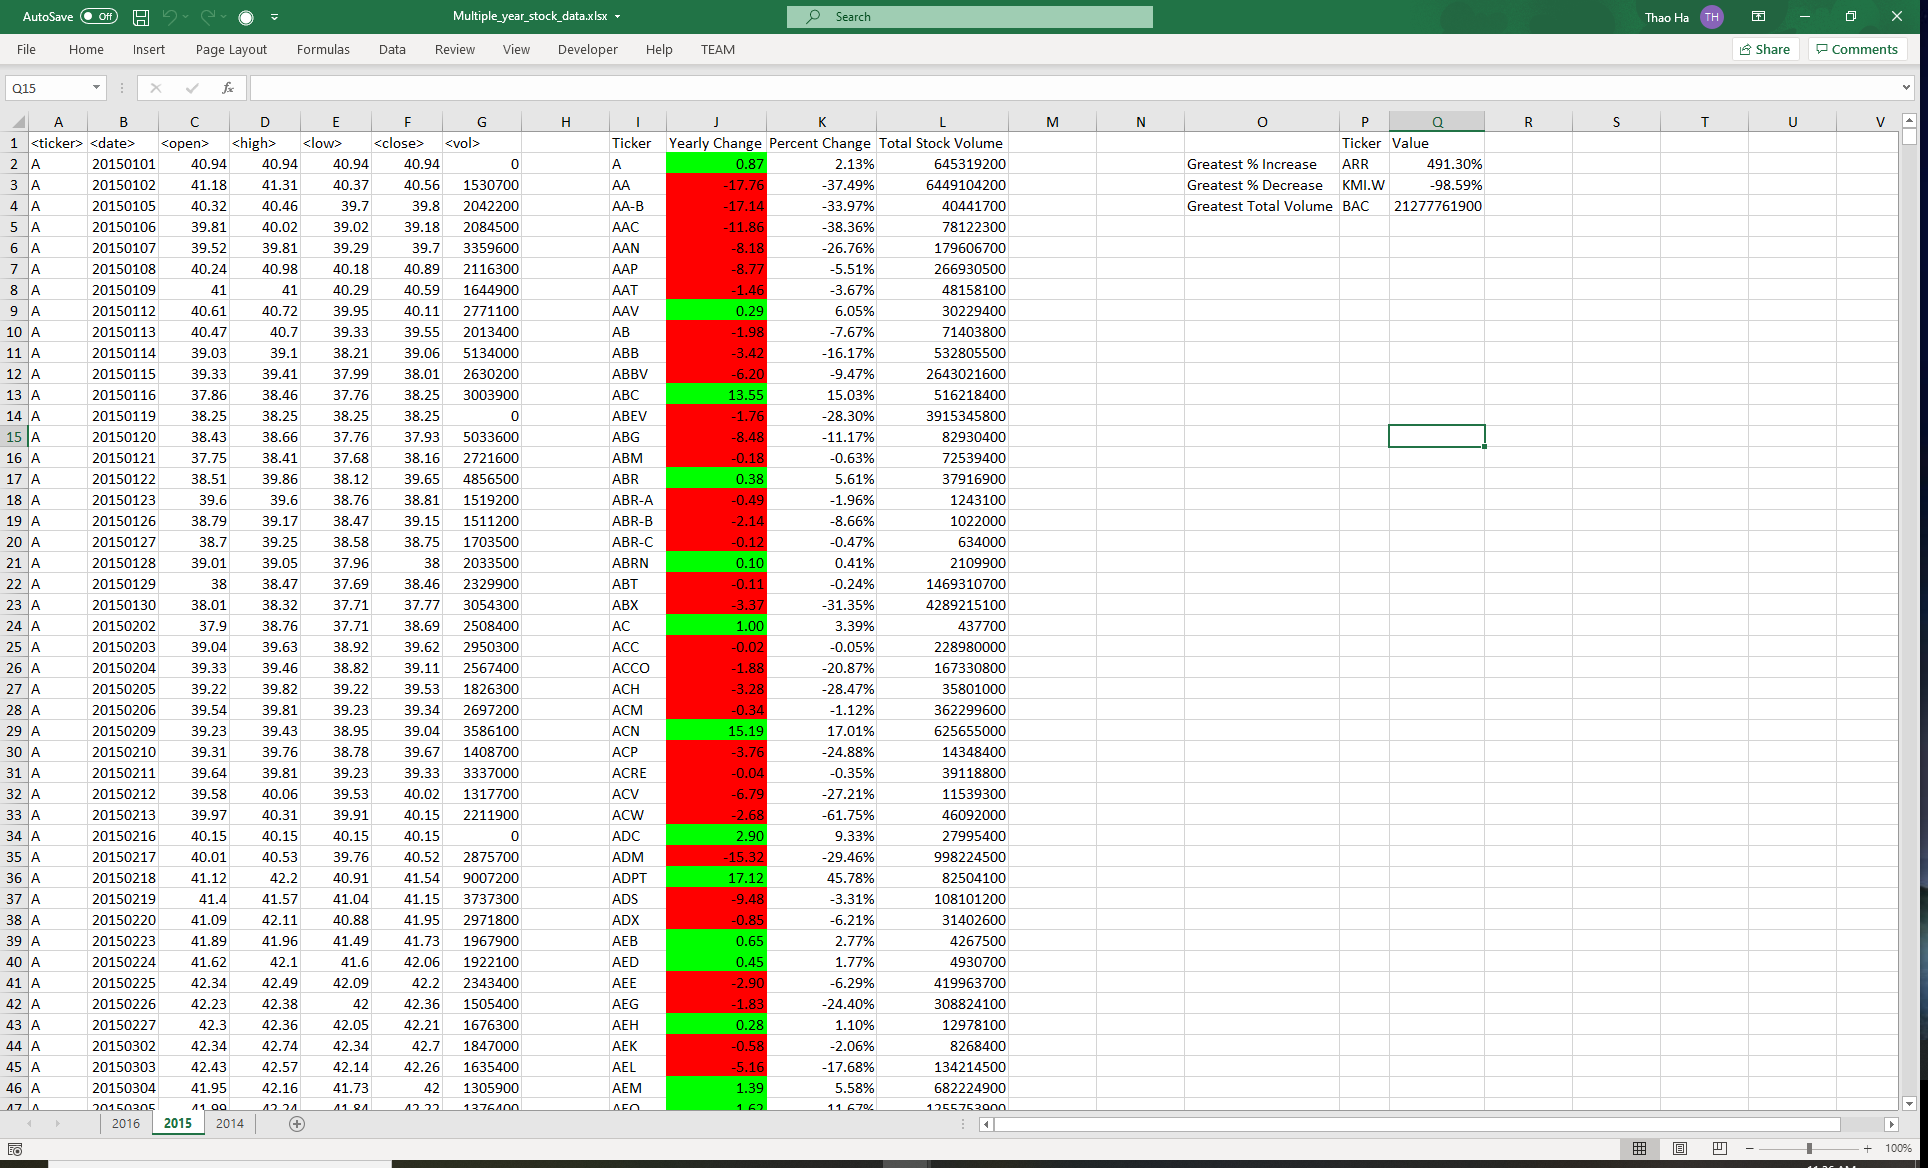 AutoSave Off Multiple_year_stock_data.xlsx Search Thao Ha TH
File Home Insert Page Layout Formulas Data Review View Developer Help TEAM Share Comments
Q15 fx
A B C D E F G H I J K L M N O P Q R S T U V
1 <ticker> <date> <open> <high> <low> <close> <vol> Ticker Yearly Change Percent Change Total Stock Volume Ticker Value
2 A 20150101 40.94 40.94 40.94 40.94 0 A 0.87 2.13% 645319200 Greatest % Increase ARR 491.30%
3 A 20150102 41.18 41.31 40.37 40.56 1530700 AA -17.76 -37.49% 6449104200 Greatest % Decrease KMI.W -98.59%
4 A 20150105 40.32 40.46 39.7 39.8 2042200 AA-B -17.14 -33.97% 40441700 Greatest Total Volume BAC 21277761900
5 A 20150106 39.81 40.02 39.02 39.18 2084500 AAC -11.86 -38.36% 78122300
6 A 20150107 39.52 39.81 39.29 39.7 3359600 AAN -8.18 -26.76% 179606700
7 A 20150108 40.24 40.98 40.18 40.89 2116300 AAP -8.77 -5.51% 266930500
8 A 20150109 41 41 40.29 40.59 1644900 AAT -1.46 -3.67% 48158100
9 A 20150112 40.61 40.72 39.95 40.11 2771100 AAV 0.29 6.05% 30229400
10 A 20150113 40.47 40.7 39.33 39.55 2013400 AB -1.98 -7.67% 71403800
11 A 20150114 39.03 39.1 38.21 39.06 5134000 ABB -3.42 -16.17% 532805500
12 A 20150115 39.33 39.41 37.99 38.01 2630200 ABBV -6.20 -9.47% 2643021600
13 A 20150116 37.86 38.46 37.76 38.25 3003900 ABC 13.55 15.03% 516218400
14 A 20150119 38.25 38.25 38.25 38.25 0 ABEV -1.76 -28.30% 3915345800
15 A 20150120 38.43 38.66 37.76 37.93 5033600 ABG -8.48 -11.17% 82930400
16 A 20150121 37.75 38.41 37.68 38.16 2721600 ABM -0.18 -0.63% 72539400
17 A 20150122 38.51 39.86 38.12 39.65 4856500 ABR 0.38 5.61% 37916900
18 A 20150123 39.6 39.6 38.76 38.81 1519200 ABR-A -0.49 -1.96% 1243100
19 A 20150126 38.79 39.17 38.47 39.15 1511200 ABR-B -2.14 -8.66% 1022000
20 A 20150127 38.7 39.25 38.58 38.75 1703500 ABR-C -0.12 -0.47% 634000
21 A 20150128 39.01 39.05 37.96 38 2033500 ABRN 0.10 0.41% 2109900
22 A 20150129 38 38.47 37.69 38.46 2329900 ABT -0.11 -0.24% 1469310700
23 A 20150130 38.01 38.32 37.71 37.77 3054300 ABX -3.37 -31.35% 4289215100
24 A 20150202 37.9 38.76 37.71 38.69 2508400 AC 1.00 3.39% 437700
25 A 20150203 39.04 39.63 38.92 39.62 2950300 ACC -0.02 -0.05% 228980000
26 A 20150204 39.33 39.46 38.82 39.11 2567400 ACCO -1.88 -20.87% 167330800
27 A 20150205 39.22 39.82 39.22 39.53 1826300 ACH -3.28 -28.47% 35801000
28 A 20150206 39.54 39.81 39.23 39.34 2697200 ACM -0.34 -1.12% 362299600
29 A 20150209 39.23 39.43 38.95 39.04 3586100 ACN 15.19 17.01% 625655000
30 A 20150210 39.31 39.76 38.78 39.67 1408700 ACP -3.76 -24.88% 14348400
31 A 20150211 39.64 39.81 39.23 39.33 3337000 ACRE -0.04 -0.35% 39118800
32 A 20150212 39.58 40.06 39.53 40.02 1317700 ACV -6.79 -27.21% 11539300
33 A 20150213 39.97 40.31 39.91 40.15 2211900 ACW -2.68 -61.75% 46092000
34 A 20150216 40.15 40.15 40.15 40.15 0 ADC 2.90 9.33% 27995400
35 A 20150217 40.01 40.53 39.76 40.52 2875700 ADM -15.32 -29.46% 998224500
36 A 20150218 41.12 42.2 40.91 41.54 9007200 ADPT 17.12 45.78% 82504100
37 A 20150219 41.4 41.57 41.04 41.15 3737300 ADS -9.48 -3.31% 108101200
38 A 20150220 41.09 42.11 40.88 41.95 2971800 ADX -0.85 -6.21% 31402600
39 A 20150223 41.89 41.96 41.49 41.73 1967900 AEB 0.65 2.77% 4267500
40 A 20150224 41.62 42.1 41.6 42.06 1922100 AED 0.45 1.77% 4930700
41 A 20150225 42.34 42.49 42.09 42.2 2343400 AEE -2.90 -6.29% 419963700
42 A 20150226 42.23 42.38 42 42.36 1505400 AEG -1.83 -24.40% 308824100
43 A 20150227 42.3 42.36 42.05 42.21 1676300 AEH 0.28 1.10% 12978100
44 A 20150302 42.34 42.74 42.34 42.7 1847000 AEK -0.58 -2.06% 8268400
45 A 20150303 42.43 42.57 42.14 42.26 1635400 AEL -5.16 -17.68% 134214500
46 A 20150304 41.95 42.16 41.73 42 1305900 AEM 1.39 5.58% 682224900
47 A 20150305 41.99 42.24 41.84 42.22 1376400 AEO 1.62 11.67% 1255753900
2016 2015 2014
100%